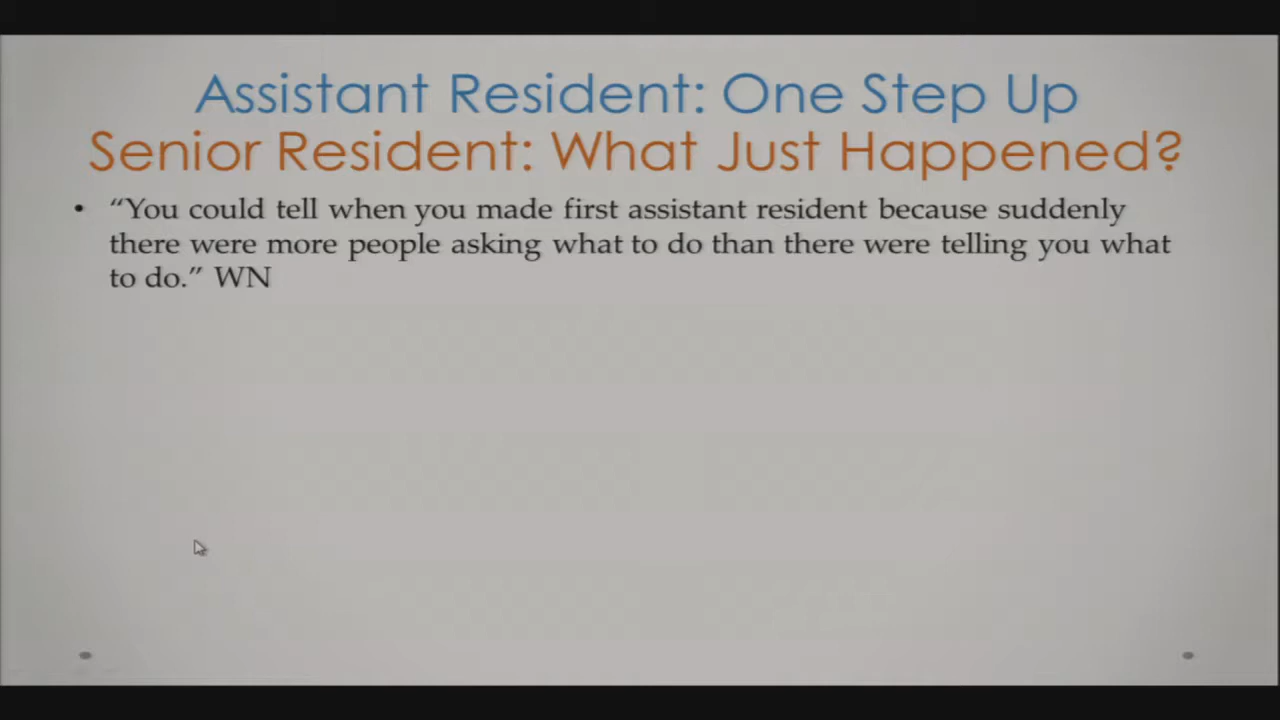 Assistant Resident: One Step Up
Senior Resident: What Just Happened?
• “You could tell when you made first assistant resident because suddenly
there were more people asking what to do than there were telling you what
to do.” WN